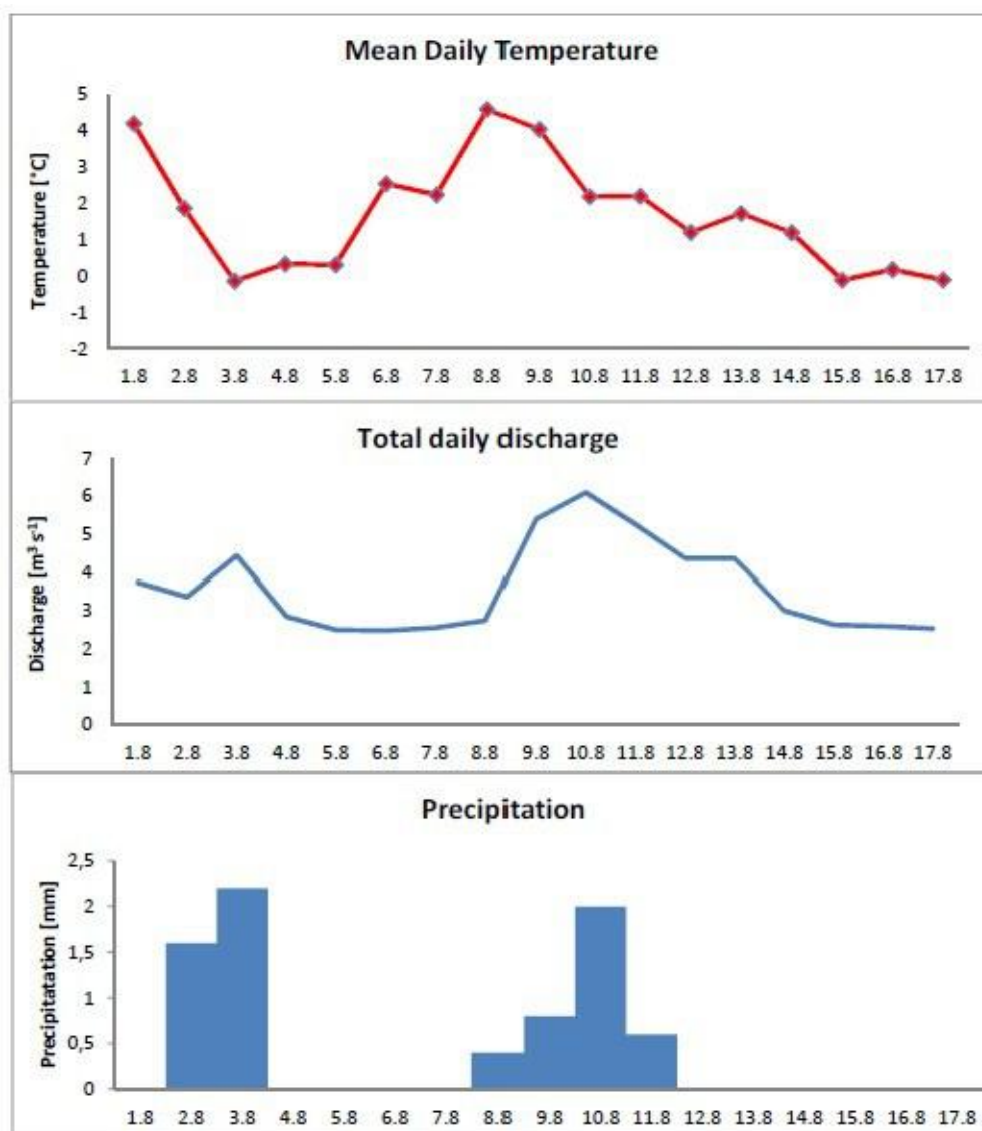 Mean Daily Temperature
Temperature [°C]
5
4
3
2
1
0
-1
-2
1.8 2.8 3.8 4.8 5.8 6.8 7.8 8.8 9.8 10.8 11.8 12.8 13.8 14.8 15.8 16.8 17.8
Total daily discharge
Discharge [m³ s⁻¹]
7
6
5
4
3
2
1
0
1.8 2.8 3.8 4.8 5.8 6.8 7.8 8.8 9.8 10.8 11.8 12.8 13.8 14.8 15.8 16.8 17.8
Precipitation
Precipitatation [mm]
2,5
2
1,5
1
0,5
0
1.8 2.8 3.8 4.8 5.8 6.8 7.8 8.8 9.8 10.8 11.8 12.8 13.8 14.8 15.8 16.8 17.8